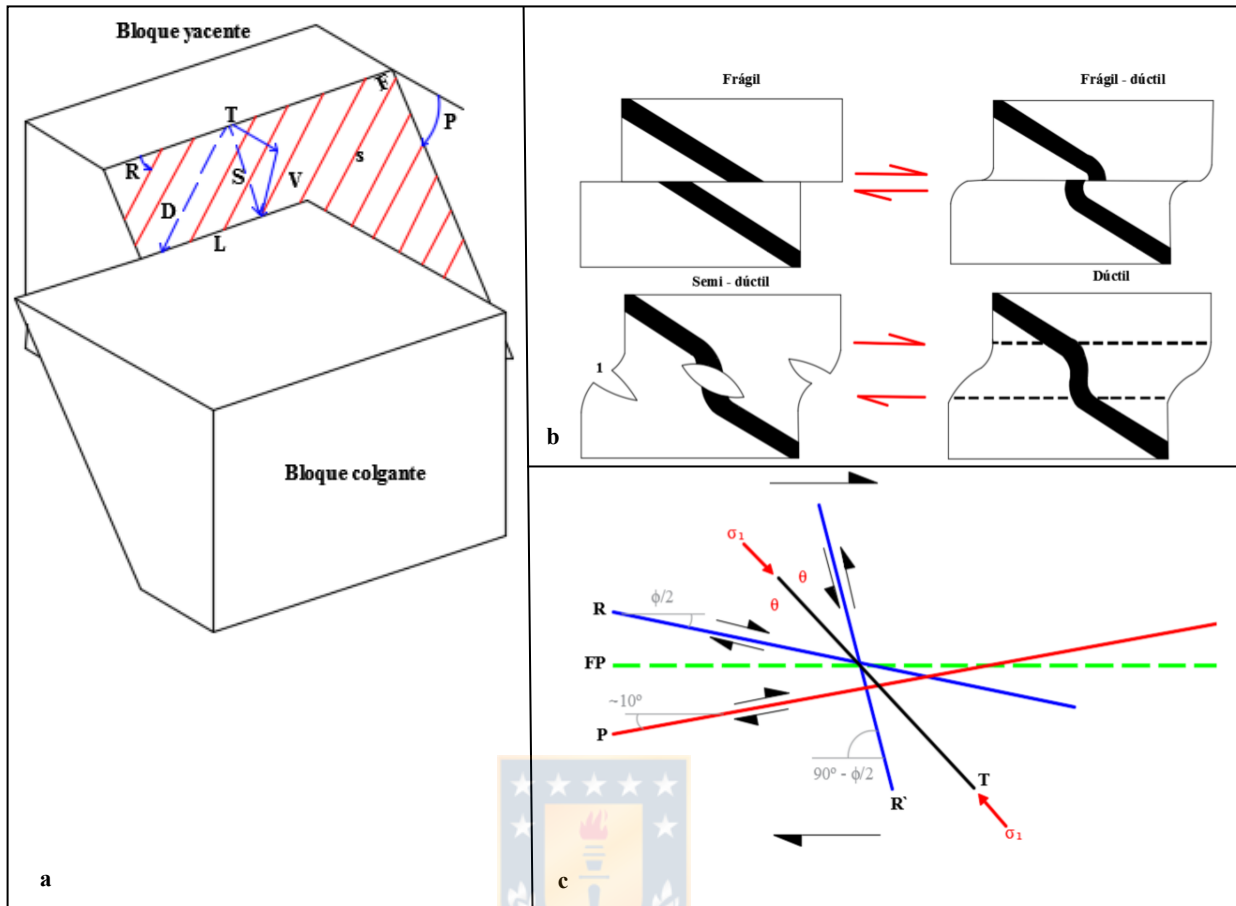 Bloque yacente
F
T
P
R
S
s
D
V
L
Bloque colgante
a
Frágil
Frágil - dúctil
Semi - dúctil
Dúctil
1
b
σ₁
θ
θ
R
ϕ/2
FP
~10º
P
90º - ϕ/2
T
R`
σ₁
c